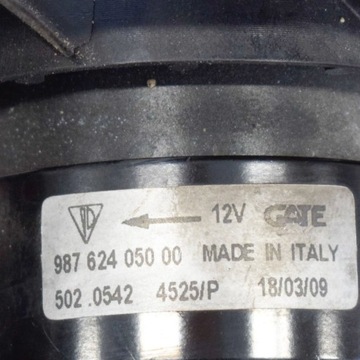 12V GATE
987 624 050 00 MADE IN ITALY
502.0542 4525/P 18/03/09